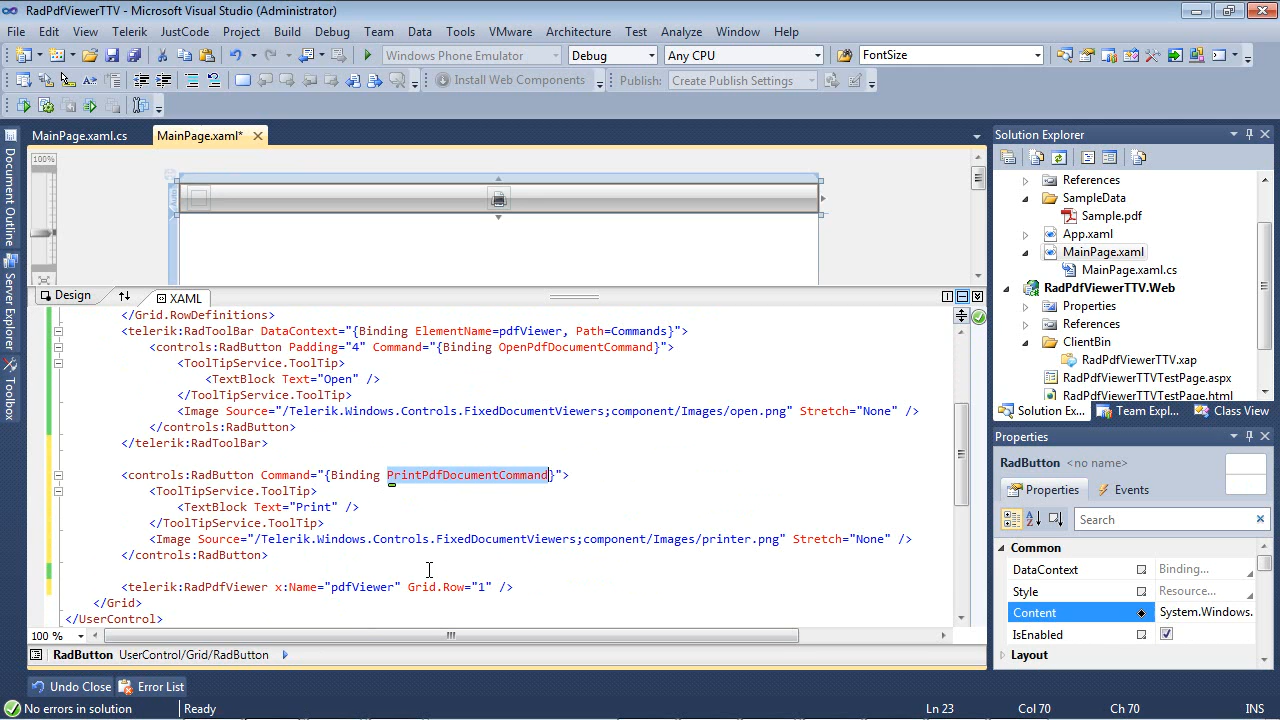 RadPdfViewerTTV - Microsoft Visual Studio (Administrator)
File Edit View Telerik JustCode Project Build Debug Team Data Tools VMware Architecture Test Analyze Window Help
Windows Phone Emulator Debug Any CPU FontSize
Install Web Components Publish: Create Publish Settings
MainPage.xaml.cs MainPage.xaml*
100%
Auto
Design XAML
</Grid.RowDefinitions>
<telerik:RadToolBar DataContext="{Binding ElementName=pdfViewer, Path=Commands}">
<controls:RadButton Padding="4" Command="{Binding OpenPdfDocumentCommand}">
<ToolTipService.ToolTip>
<TextBlock Text="Open" />
</ToolTipService.ToolTip>
<Image Source="/Telerik.Windows.Controls.FixedDocumentViewers;component/Images/open.png" Stretch="None" />
</controls:RadButton>
</telerik:RadToolBar>
<controls:RadButton Command="{Binding PrintPdfDocumentCommand}">
<ToolTipService.ToolTip>
<TextBlock Text="Print" />
</ToolTipService.ToolTip>
<Image Source="/Telerik.Windows.Controls.FixedDocumentViewers;component/Images/printer.png" Stretch="None" />
</controls:RadButton>
<telerik:RadPdfViewer x:Name="pdfViewer" Grid.Row="1" />
</Grid>
</UserControl>
100 %
RadButton UserControl/Grid/RadButton
Document Outline
Server Explorer
Toolbox
Solution Explorer
References
SampleData
Sample.pdf
App.xaml
MainPage.xaml
MainPage.xaml.cs
RadPdfViewerTTV.Web
Properties
References
ClientBin
RadPdfViewerTTV.xap
RadPdfViewerTTVTestPage.aspx
RadPdfViewerTTVTestPage.html
Solution Ex... Team Expl... Class View
Properties
RadButton <no name>
Properties Events
Search
Common
DataContext Binding...
Style Resource...
Content System.Windows.
IsEnabled
Layout
Undo Close Error List
No errors in solution Ready Ln 23 Col 70 Ch 70 INS